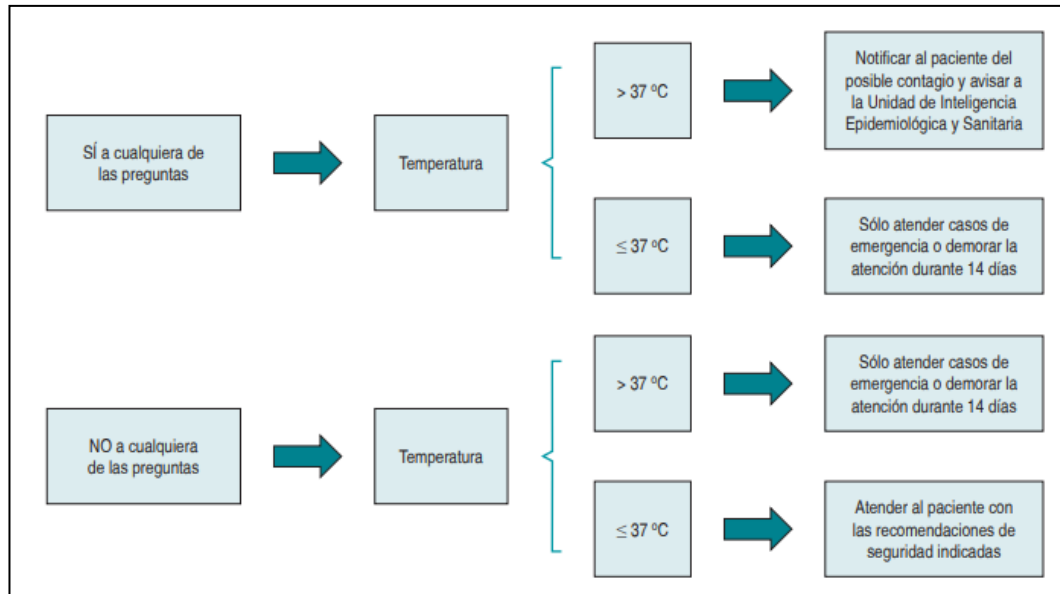 SÍ a cualquiera de
las preguntas
Temperatura
> 37 ºC
Notificar al paciente del
posible contagio y avisar a
la Unidad de Inteligencia
Epidemiológica y Sanitaria
≤ 37 ºC
Sólo atender casos de
emergencia o demorar la
atención durante 14 días
NO a cualquiera
de las preguntas
Temperatura
> 37 ºC
Sólo atender casos de
emergencia o demorar la
atención durante 14 días
≤ 37 ºC
Atender al paciente con
las recomendaciones de
seguridad indicadas